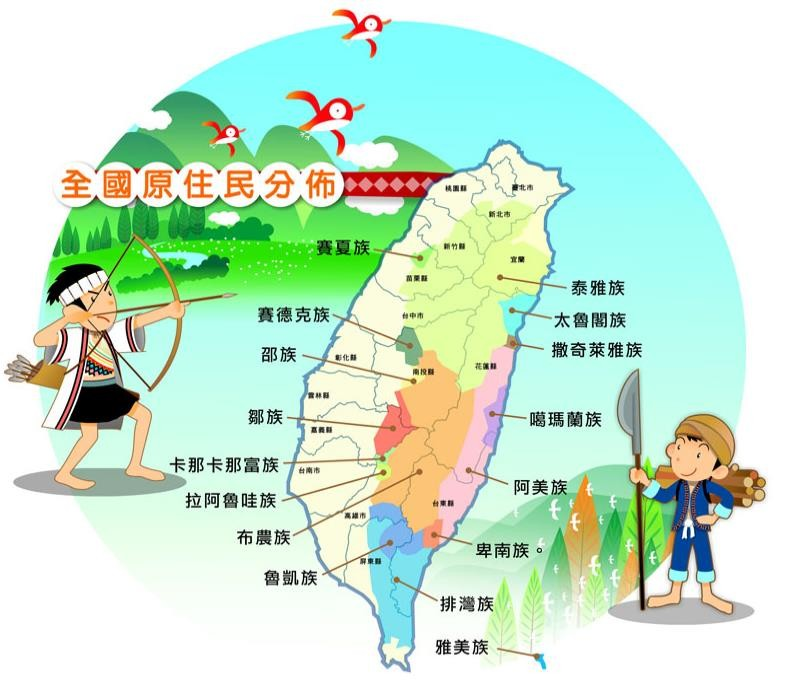 全國原住民分佈
桃園縣
臺北市
新北市
賽夏族
新竹縣
宜蘭
苗栗縣
泰雅族
賽德克族
台中市
太魯閣族
撒奇萊雅族
邵族
彰化縣
南投縣
花蓮縣
雲林縣
鄒族
嘉義縣
噶瑪蘭族
卡那卡那富族
台南市
拉阿魯哇族
阿美族
台東縣
高雄市
布農族
卑南族。
魯凱族
屏東縣
排灣族
雅美族